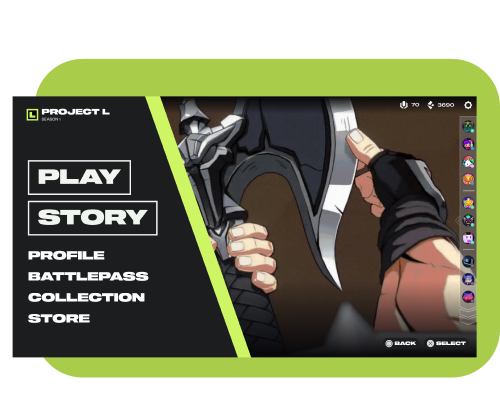 PROJECT L
SEASON 1
70
3690
PLAY
STORY
PROFILE
BATTLEPASS
COLLECTION
STORE
BACK
SELECT